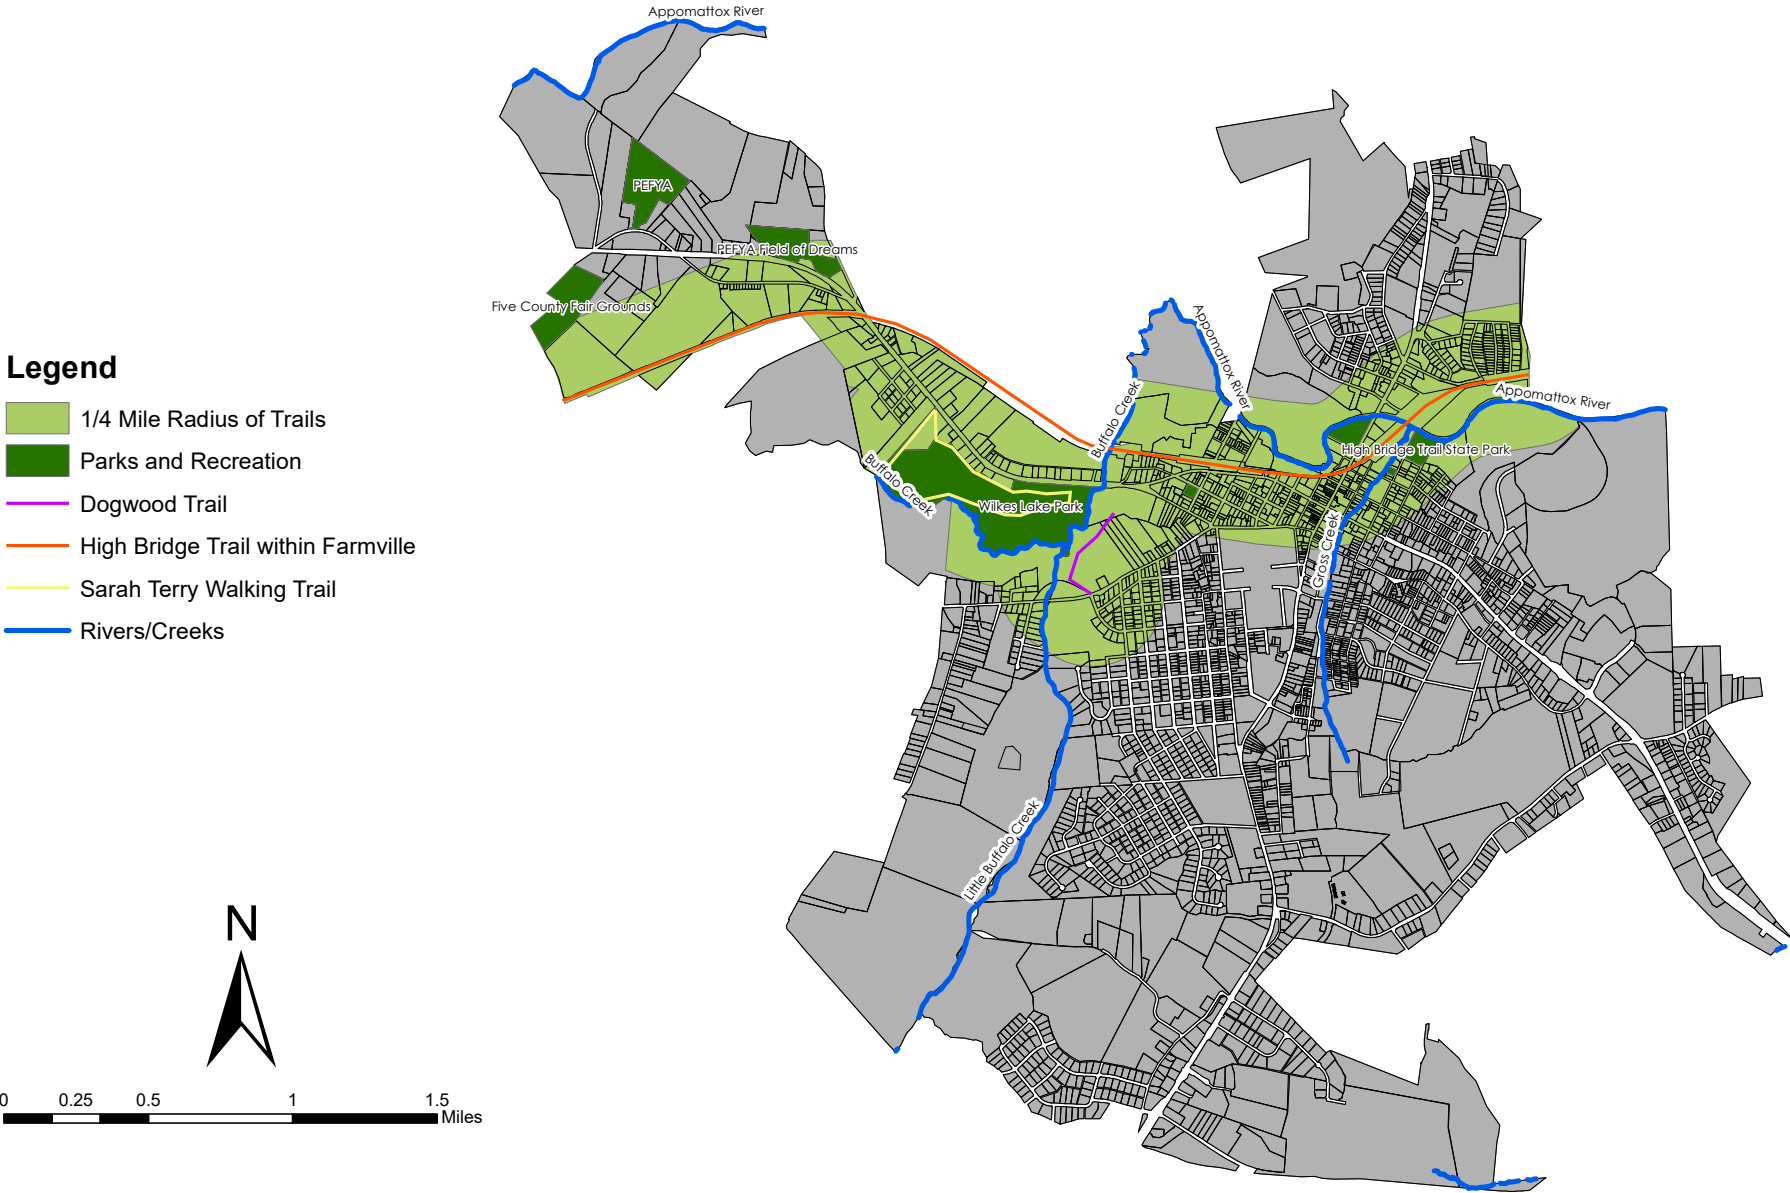 Appomattox River
PEFYA
PEFYA Field of Dreams
Five County Fair Grounds
Appomattox River
Legend
1/4 Mile Radius of Trails
Parks and Recreation
Dogwood Trail
High Bridge Trail within Farmville
Sarah Terry Walking Trail
Rivers/Creeks
Buffalo Creek
Appomattox River
High Bridge Trail State Park
Buffalo Creek
Wilkes Lake Park
Gross Creek
Little Buffalo Creek
N
0 0.25 0.5 1 1.5
Miles